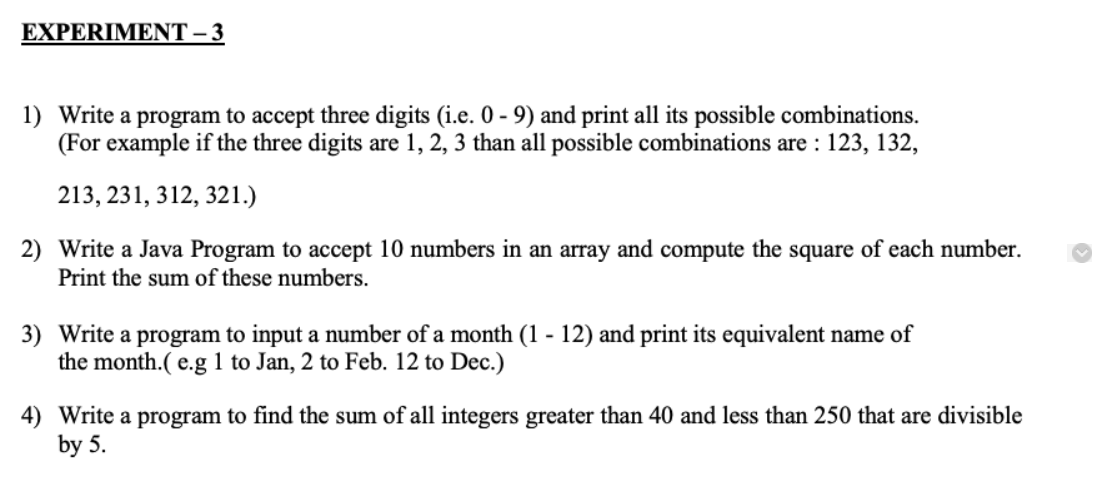 EXPERIMENT – 3
1) Write a program to accept three digits (i.e. 0 - 9) and print all its possible combinations.
(For example if the three digits are 1, 2, 3 than all possible combinations are : 123, 132,
213, 231, 312, 321.)
2) Write a Java Program to accept 10 numbers in an array and compute the square of each number.
Print the sum of these numbers.
3) Write a program to input a number of a month (1 - 12) and print its equivalent name of
the month.( e.g 1 to Jan, 2 to Feb. 12 to Dec.)
4) Write a program to find the sum of all integers greater than 40 and less than 250 that are divisible
by 5.